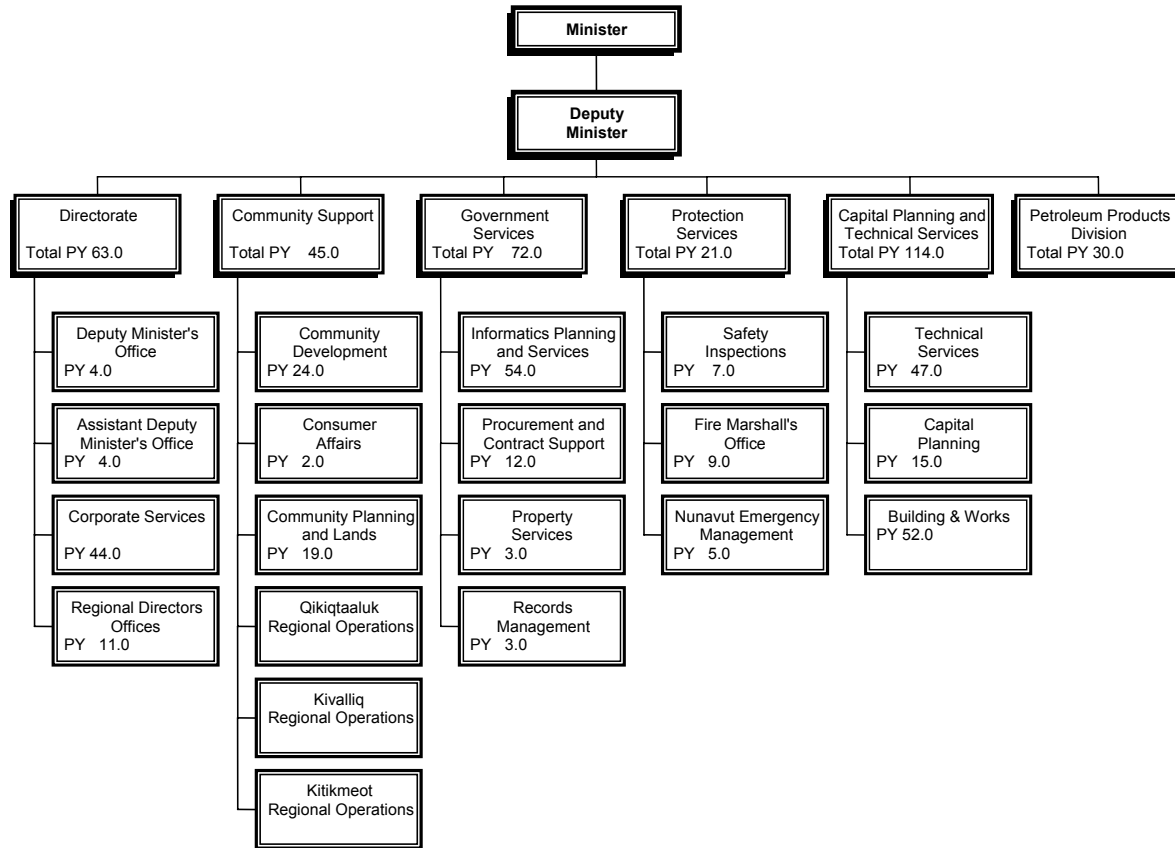 Minister
Deputy
Minister
Directorate
Total PY 63.0
Community Support
Total PY 45.0
Government
Services
Total PY 72.0
Protection
Services
Total PY 21.0
Capital Planning and
Technical Services
Total PY 114.0
Petroleum Products
Division
Total PY 30.0
Deputy Minister's
Office
PY 4.0
Assistant Deputy
Minister's Office
PY 4.0
Corporate Services
PY 44.0
Regional Directors
Offices
PY 11.0
Community
Development
PY 24.0
Consumer
Affairs
PY 2.0
Community Planning
and Lands
PY 19.0
Qikiqtaaluk
Regional Operations
Kivalliq
Regional Operations
Kitikmeot
Regional Operations
Informatics Planning
and Services
PY 54.0
Procurement and
Contract Support
PY 12.0
Property
Services
PY 3.0
Records
Management
PY 3.0
Safety
Inspections
PY 7.0
Fire Marshall's
Office
PY 9.0
Nunavut Emergency
Management
PY 5.0
Technical
Services
PY 47.0
Capital
Planning
PY 15.0
Building & Works
PY 52.0